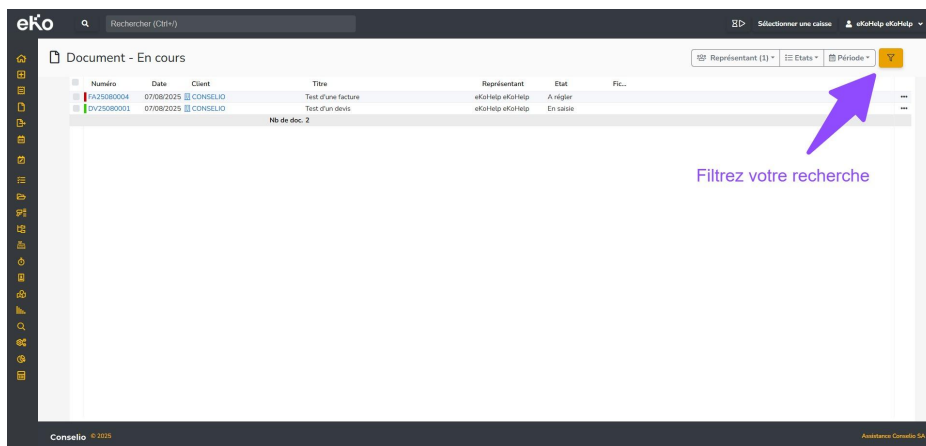 eKo Rechercher (Ctrl+/) Sélectionner une caisse eKoHelp eKoHelp
Document - En cours Représentant (1) Etats Période
Numéro Date Client Titre Représentant Etat Fic...
FA25080004 07/08/2025 CONSELIO Test d'une facture eKoHelp eKoHelp A régler
DV25080001 07/08/2025 CONSELIO Test d'un devis eKoHelp eKoHelp En saisie
Nb de doc. 2
Filtrez votre recherche
Conselio © 2025 Assistance Conselio SA